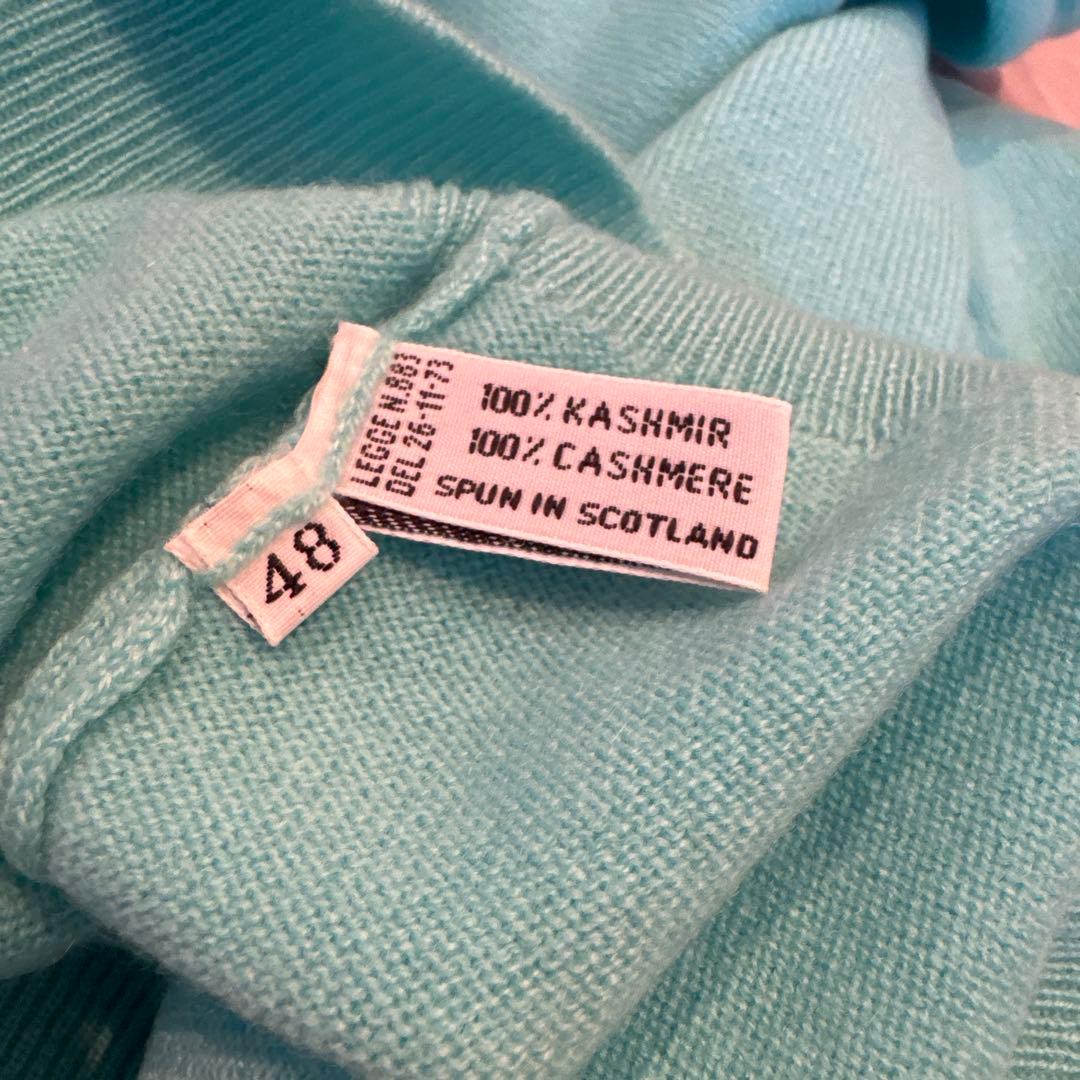 LEGGE N.883
DEL 26-11-73
100% KASHMIR
100% CASHMERE
SPUN IN SCOTLAND
48